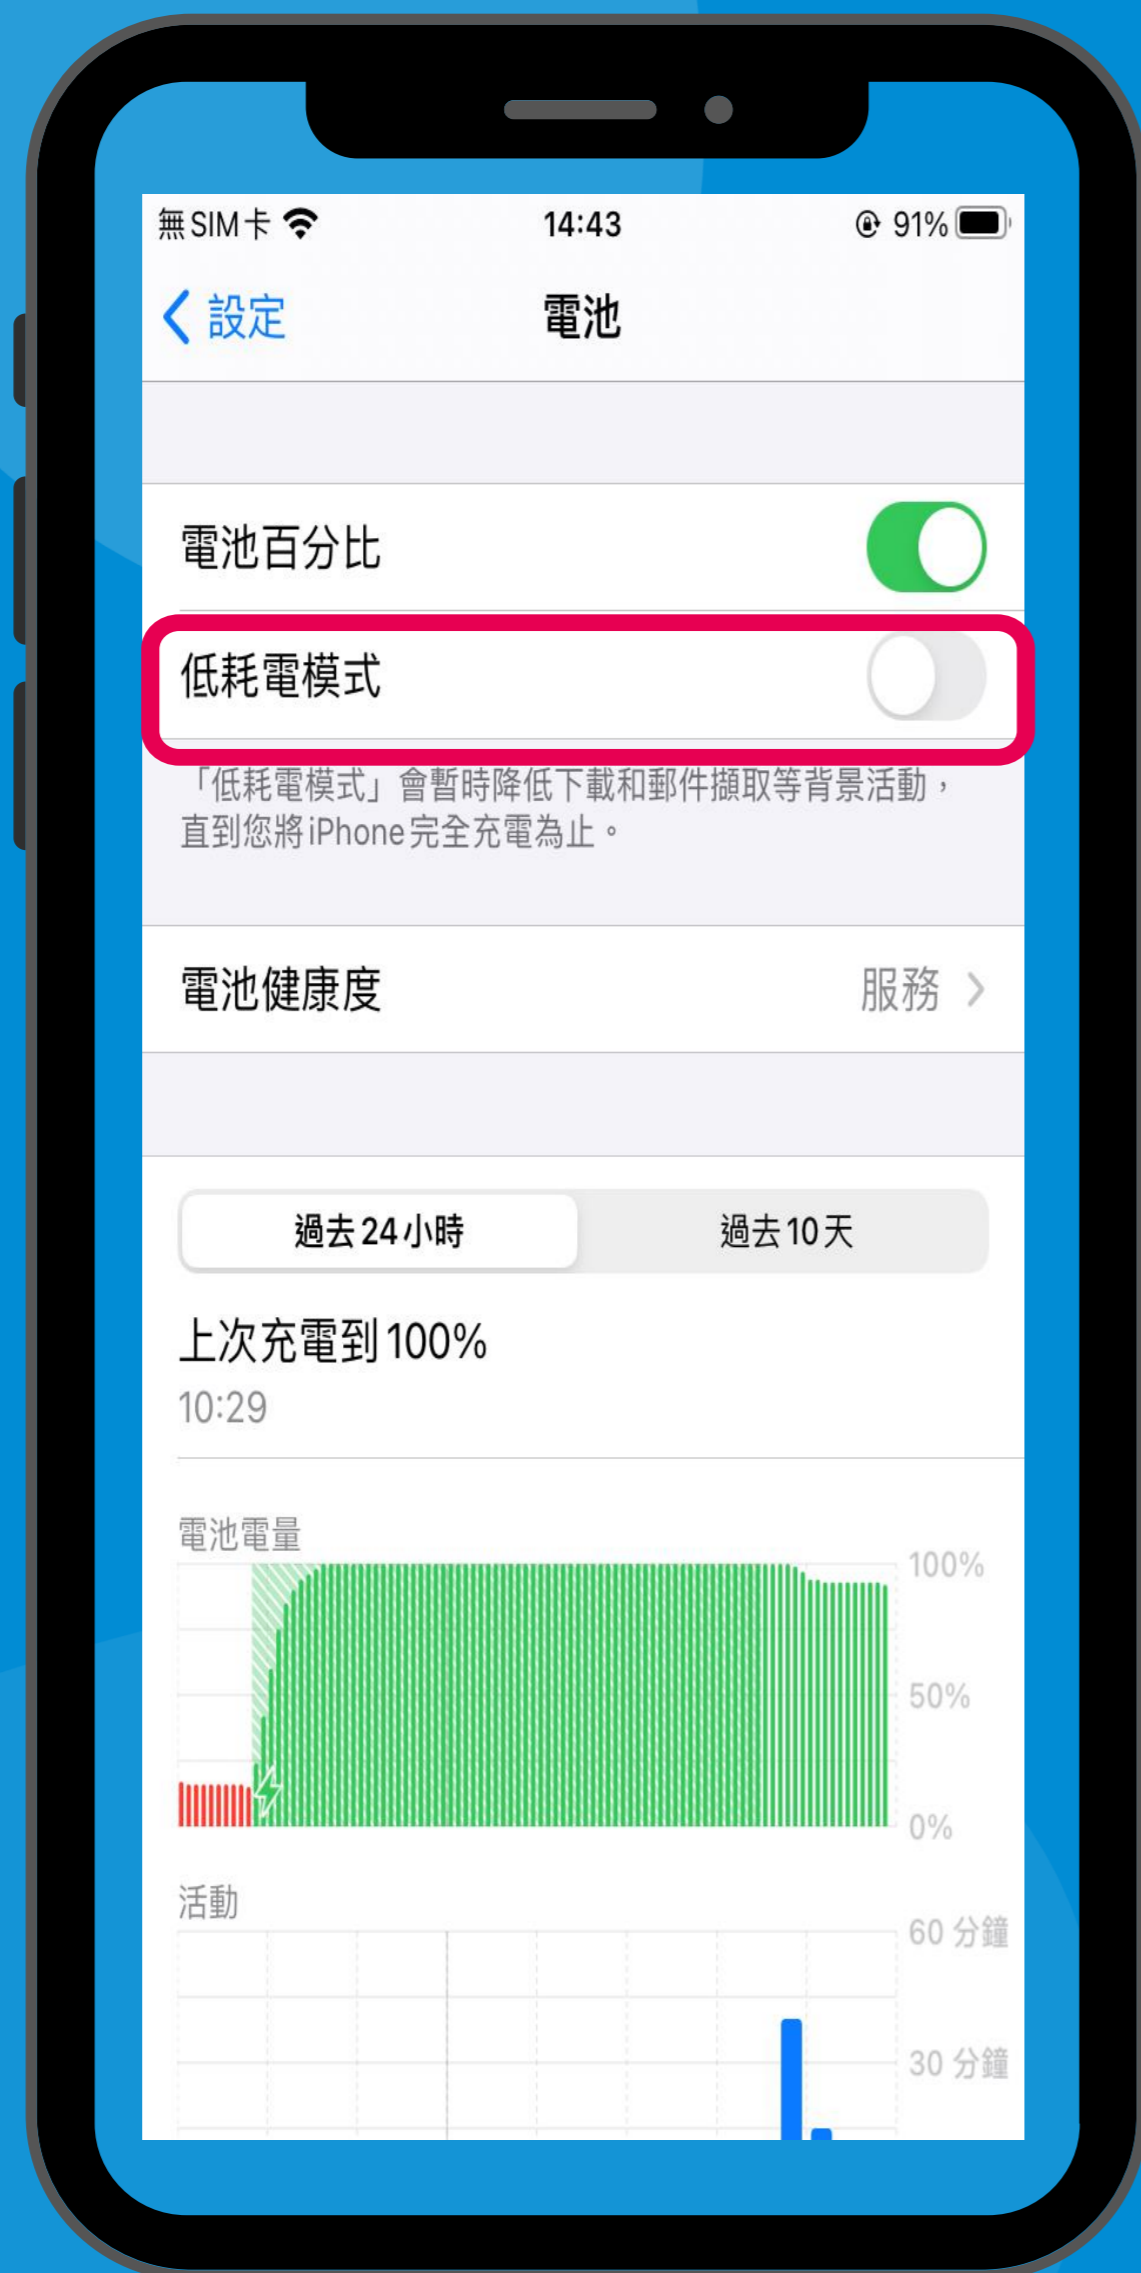 無SIM卡 14:43 91%
設定 電池
電池百分比
低耗電模式
「低耗電模式」會暫時降低下載和郵件擷取等背景活動，
直到您將iPhone完全充電為止。
電池健康度 服務
過去24小時 過去10天
上次充電到100%
10:29
電池電量
100%
50%
0%
活動
60 分鐘
30 分鐘